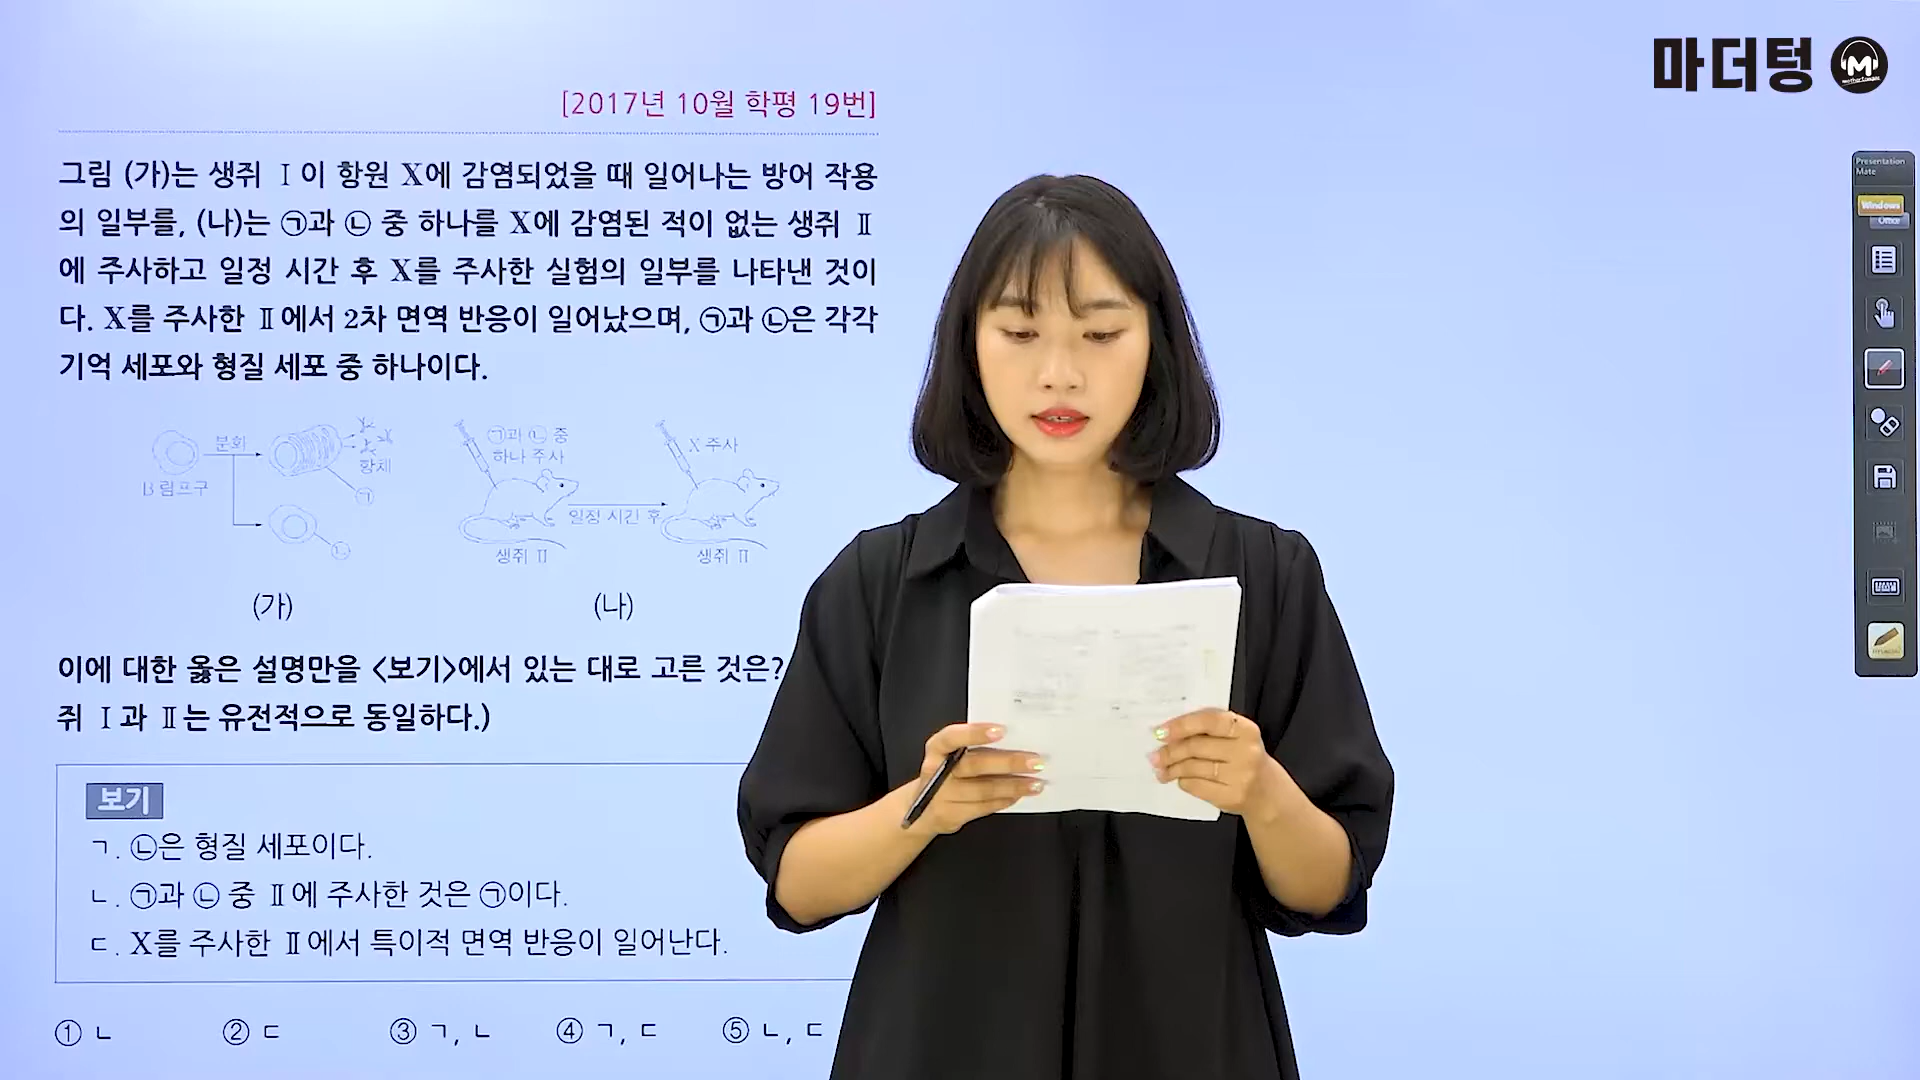 마더텅
[2017년 10월 학평 19번]
그림 (가)는 생쥐 Ⅰ이 항원 X에 감염되었을 때 일어나는 방어 작용
의 일부를, (나)는 ㉠과 ㉡ 중 하나를 X에 감염된 적이 없는 생쥐 Ⅱ
에 주사하고 일정 시간 후 X를 주사한 실험의 일부를 나타낸 것이
다. X를 주사한 Ⅱ에서 2차 면역 반응이 일어났으며, ㉠과 ㉡은 각각
기억 세포와 형질 세포 중 하나이다.
B 림프구
분화
항체
㉠
㉡
(가)
㉠과 ㉡ 중
하나 주사
생쥐 Ⅱ
일정 시간 후
X 주사
생쥐 Ⅱ
(나)
이에 대한 옳은 설명만을 <보기>에서 있는 대로 고른 것은?
쥐 Ⅰ과 Ⅱ는 유전적으로 동일하다.)
보기
ㄱ. ㉡은 형질 세포이다.
ㄴ. ㉠과 ㉡ 중 Ⅱ에 주사한 것은 ㉠이다.
ㄷ. X를 주사한 Ⅱ에서 특이적 면역 반응이 일어난다.
① ㄴ ② ㄷ ③ ㄱ, ㄴ ④ ㄱ, ㄷ ⑤ ㄴ, ㄷ
Presentation
Mate
Windows
Office